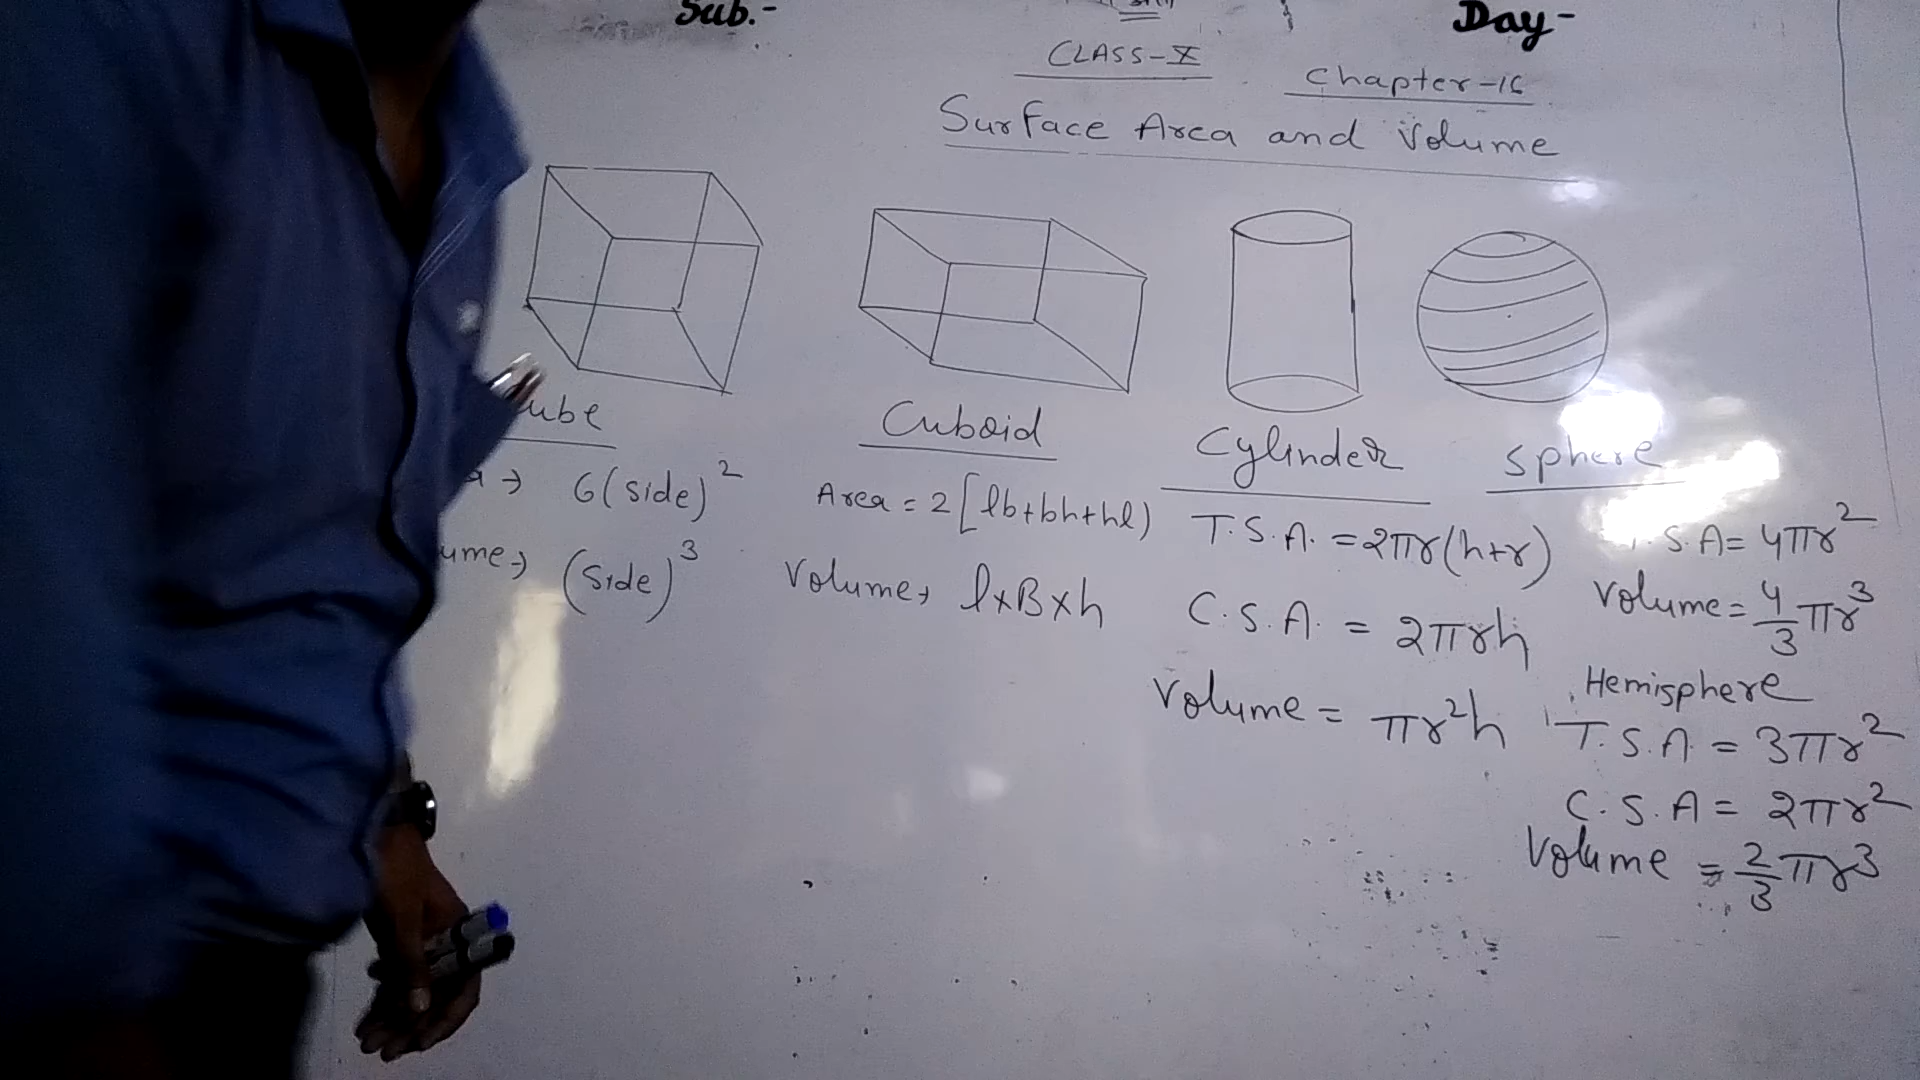 Sub.-
Day-
CLASS-X
Chapter-16
Surface Area and Volume
ube
6(side)²
ume→ (side)³
Cuboid
Area = 2[lb+bh+hl)
Volume→ l×B×h
Cylinder
T.S.A. = 2πr(h+r)
C.S.A. = 2πrh
Volume = πr²h
Sphere
S.A = 4πr²
Volume = 4/3 πr³
Hemisphere
T.S.A. = 3πr²
C.S.A = 2πr²
Volume = 2/3 πr³